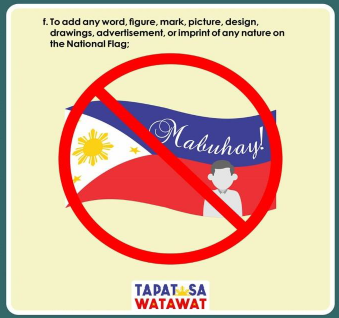 f. To add any word, figure, mark, picture, design,
drawings, advertisement, or imprint of any nature on
the National Flag;
Mabuhay!
TAPAT SA
WATAWAT